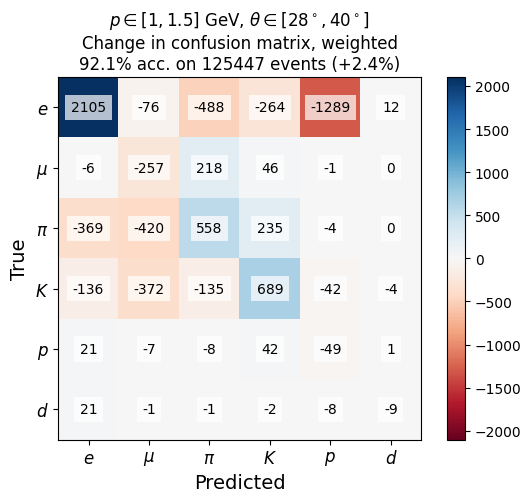 p ∈ [1, 1.5] GeV, θ ∈ [28°, 40°]
Change in confusion matrix, weighted
92.1% acc. on 125447 events (+2.4%)
e 2105 -76 -488 -264 -1289 12
μ -6 -257 218 46 -1 0
π -369 -420 558 235 -4 0
K -136 -372 -135 689 -42 -4
p 21 -7 -8 42 -49 1
d 21 -1 -1 -2 -8 -9
e μ π K p d
Predicted
True
2000
1500
1000
500
0
−500
−1000
−1500
−2000